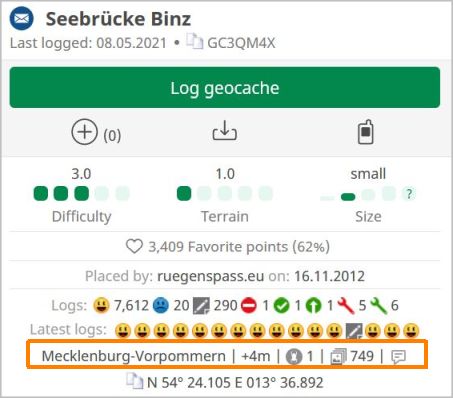 Seebrücke Binz
Last logged: 08.05.2021 • GC3QM4X
Log geocache
(0)
3.0 1.0 small
?
Difficulty Terrain Size
3,409 Favorite points (62%)
Placed by: ruegenspass.eu on: 16.11.2012
Logs: 7,612 20 290 1 1 1 5 6
Latest logs:
Mecklenburg-Vorpommern | +4m | 1 | 749 |
N 54° 24.105 E 013° 36.892